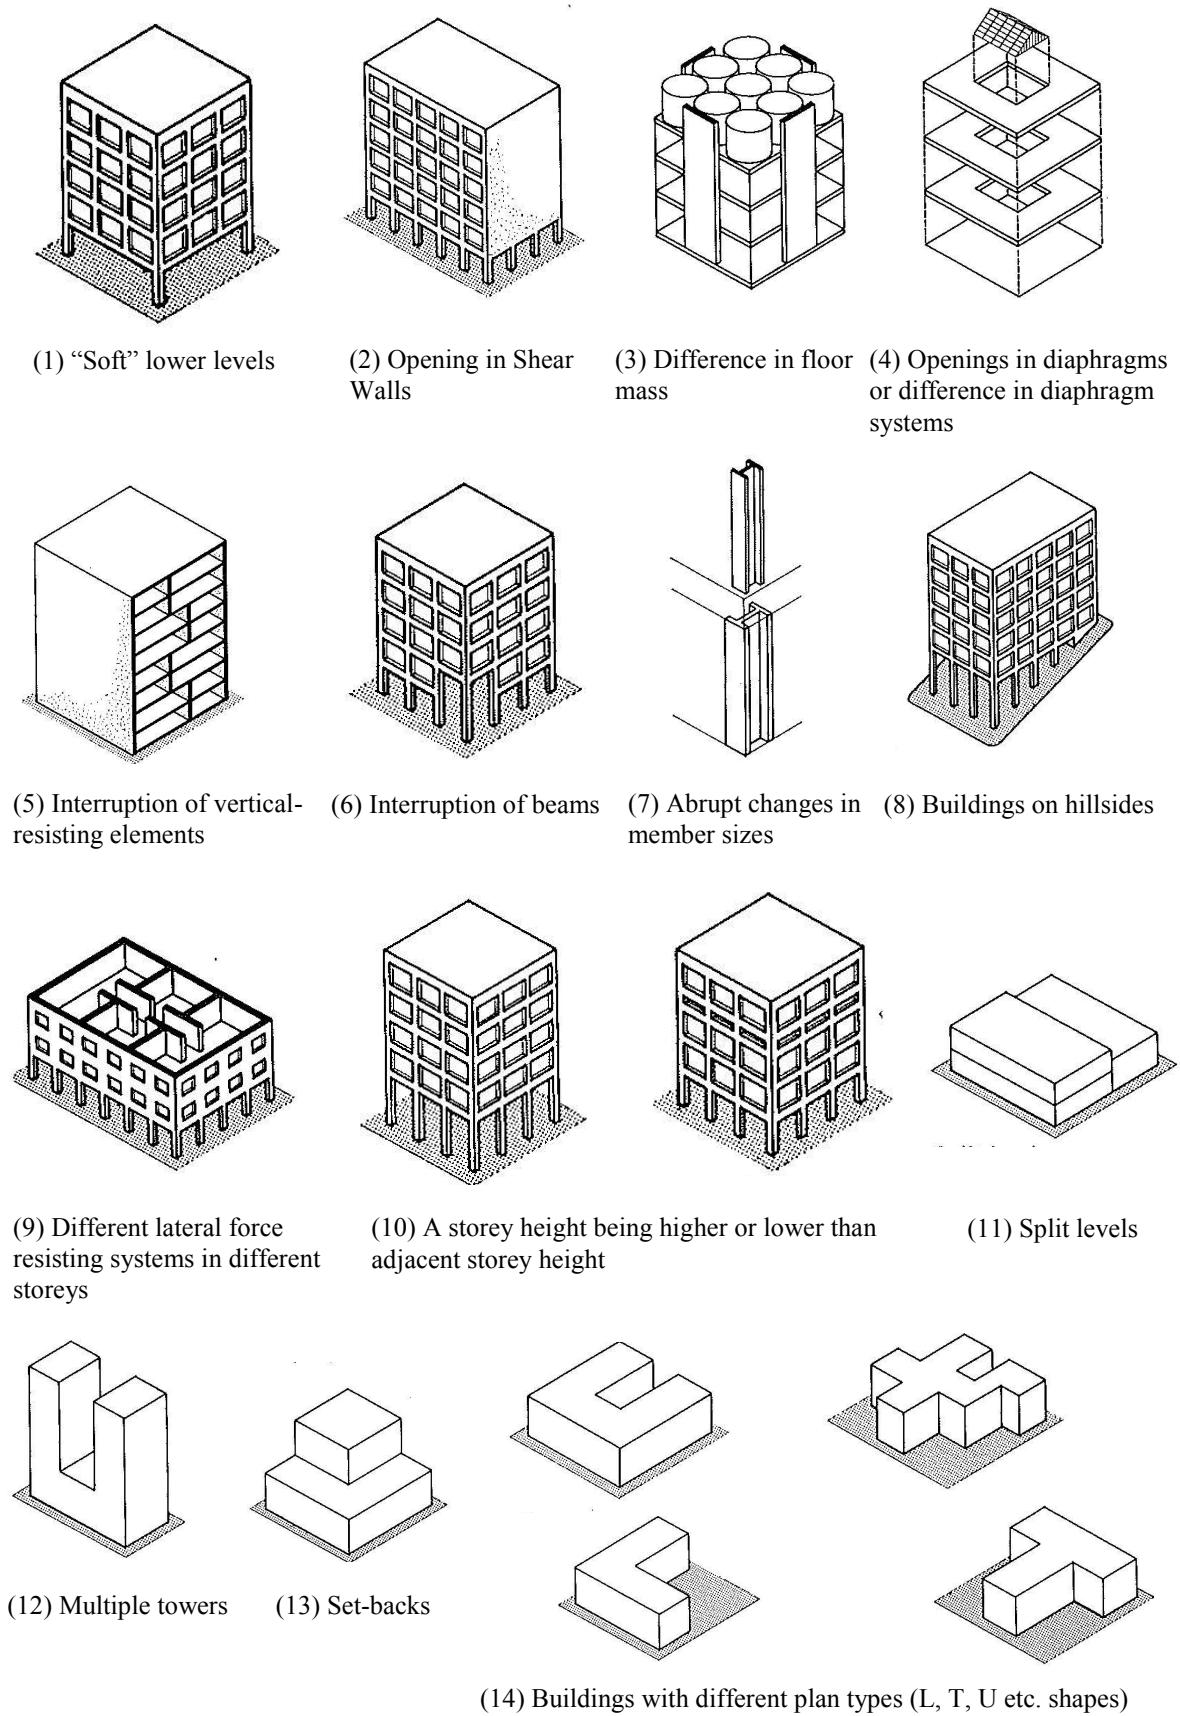 (1) “Soft” lower levels
(2) Opening in Shear
Walls
(3) Difference in floor
mass
(4) Openings in diaphragms
or difference in diaphragm
systems
(5) Interruption of vertical-
resisting elements
(6) Interruption of beams
(7) Abrupt changes in
member sizes
(8) Buildings on hillsides
(9) Different lateral force
resisting systems in different
storeys
(10) A storey height being higher or lower than
adjacent storey height
(11) Split levels
(12) Multiple towers
(13) Set-backs
(14) Buildings with different plan types (L, T, U etc. shapes)